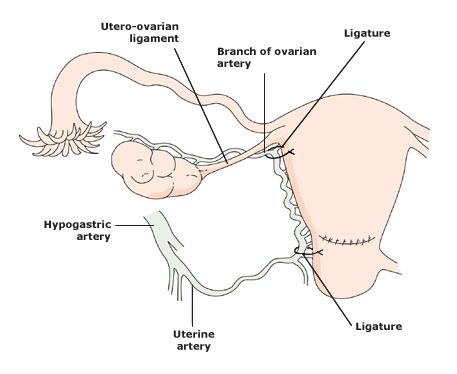 Utero-ovarian
ligament
Branch of ovarian
artery
Ligature
Hypogastric
artery
Uterine
artery
Ligature